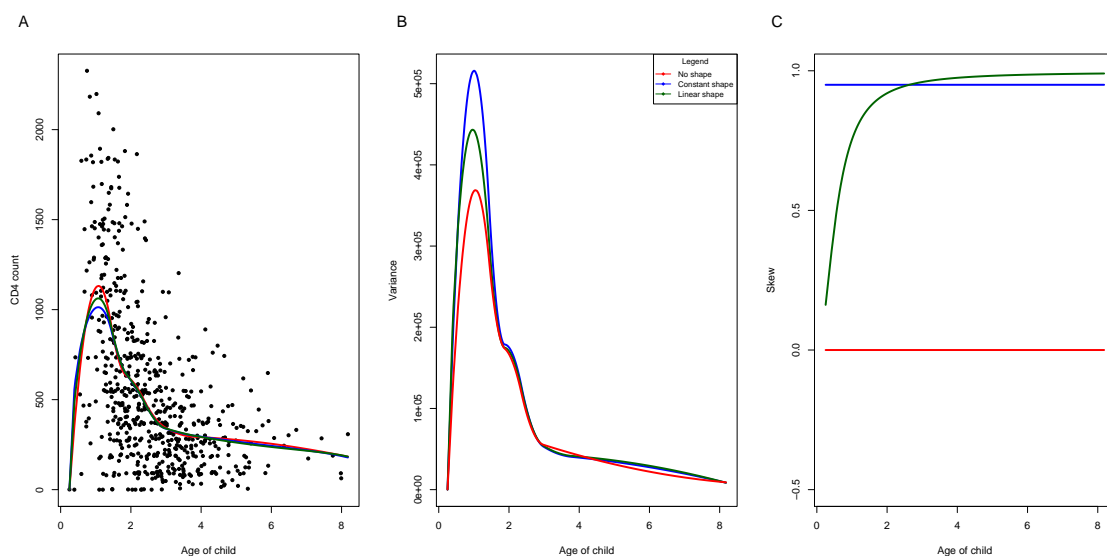 A
CD4 count
2000
1500
1000
500
0
0 2 4 6 8
Age of child
B
Variance
5e+05
4e+05
3e+05
2e+05
1e+05
0e+00
0 2 4 6 8
Age of child
Legend
No shape
Constant shape
Linear shape
C
Skew
1.0
0.5
0.0
−0.5
0 2 4 6 8
Age of child